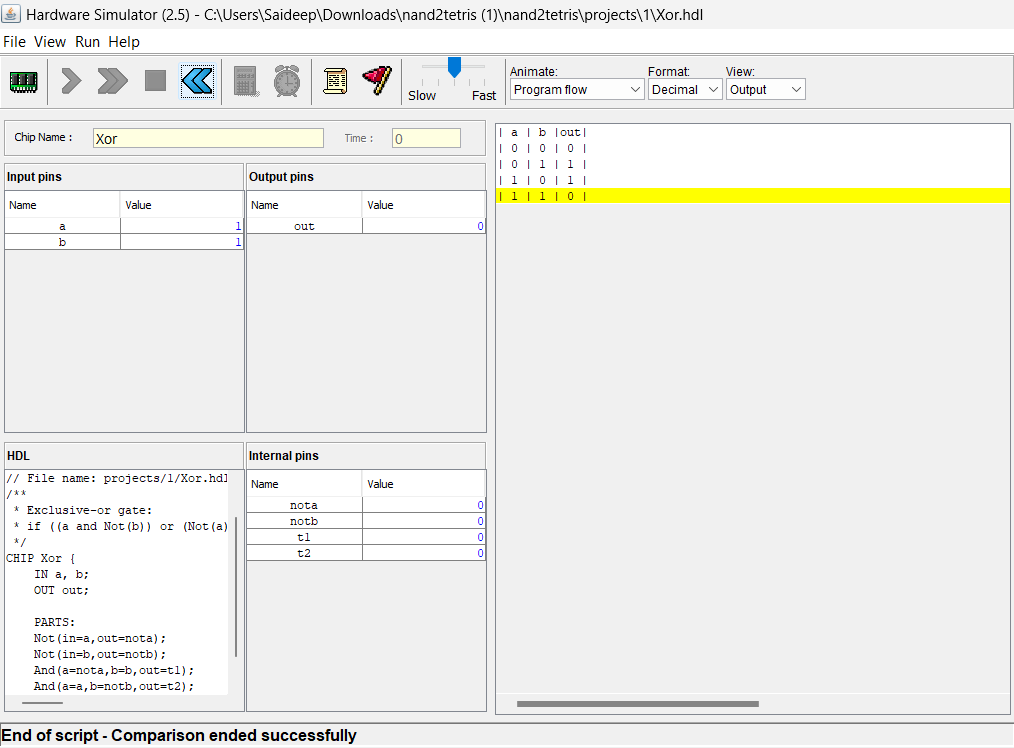 Hardware Simulator (2.5) - C:\Users\Saideep\Downloads\nand2tetris (1)\nand2tetris\projects\1\Xor.hdl
File View Run Help
Slow Fast
Animate: Format: View:
Program flow Decimal Output
Chip Name : Xor Time : 0
Input pins
Name Value
a 1
b 1
Output pins
Name Value
out 0
HDL
// File name: projects/1/Xor.hdl
/**
* Exclusive-or gate:
* if ((a and Not(b)) or (Not(a)
*/
CHIP Xor {
IN a, b;
OUT out;
PARTS:
Not(in=a,out=nota);
Not(in=b,out=notb);
And(a=nota,b=b,out=t1);
And(a=a,b=notb,out=t2);
Internal pins
Name Value
nota 0
notb 0
t1 0
t2 0
| a | b |out|
| 0 | 0 | 0 |
| 0 | 1 | 1 |
| 1 | 0 | 1 |
| 1 | 1 | 0 |
End of script - Comparison ended successfully